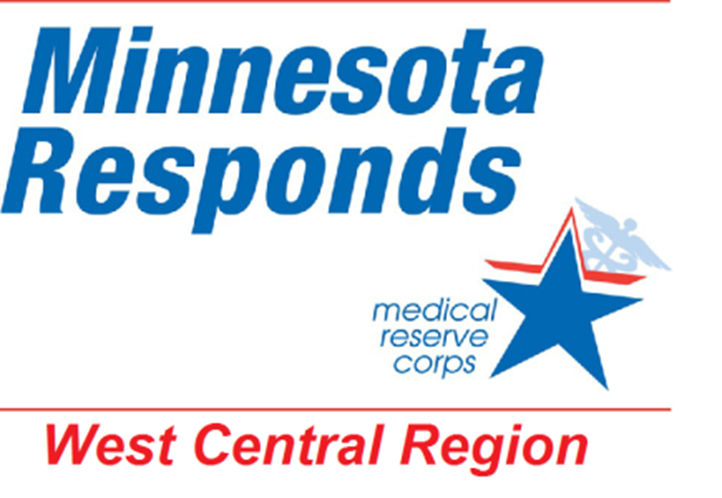 Minnesota
Responds
medical
reserve
corps
West Central Region